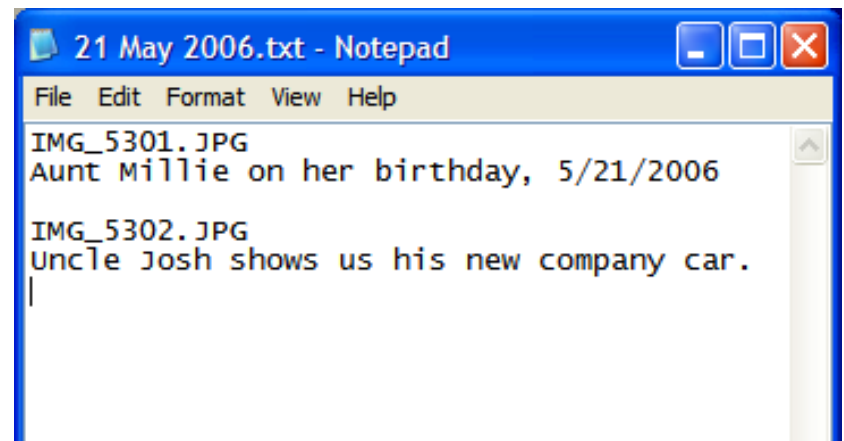 21 May 2006.txt - Notepad
File Edit Format View Help
IMG_5301.JPG
Aunt Millie on her birthday, 5/21/2006
IMG_5302.JPG
Uncle Josh shows us his new company car.